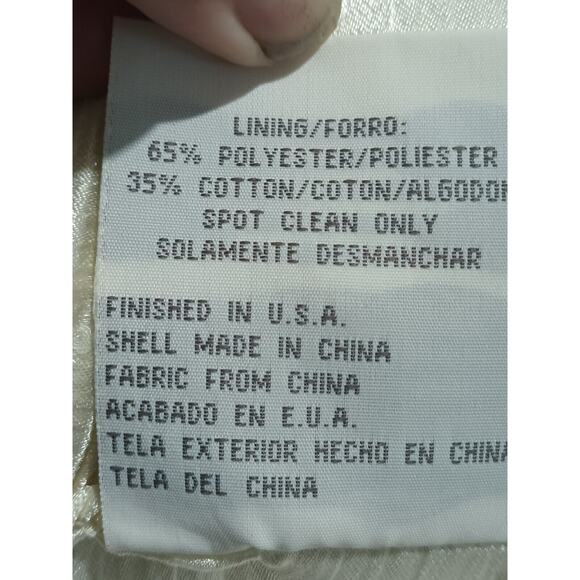 LINING/FORRO:
65% POLYESTER/POLIESTER
35% COTTON/COTON/ALGODON
SPOT CLEAN ONLY
SOLAMENTE DESMANCHAR
FINISHED IN U.S.A.
SHELL MADE IN CHINA
FABRIC FROM CHINA
ACABADO EN E.U.A.
TELA EXTERIOR HECHO EN CHINA
TELA DEL CHINA